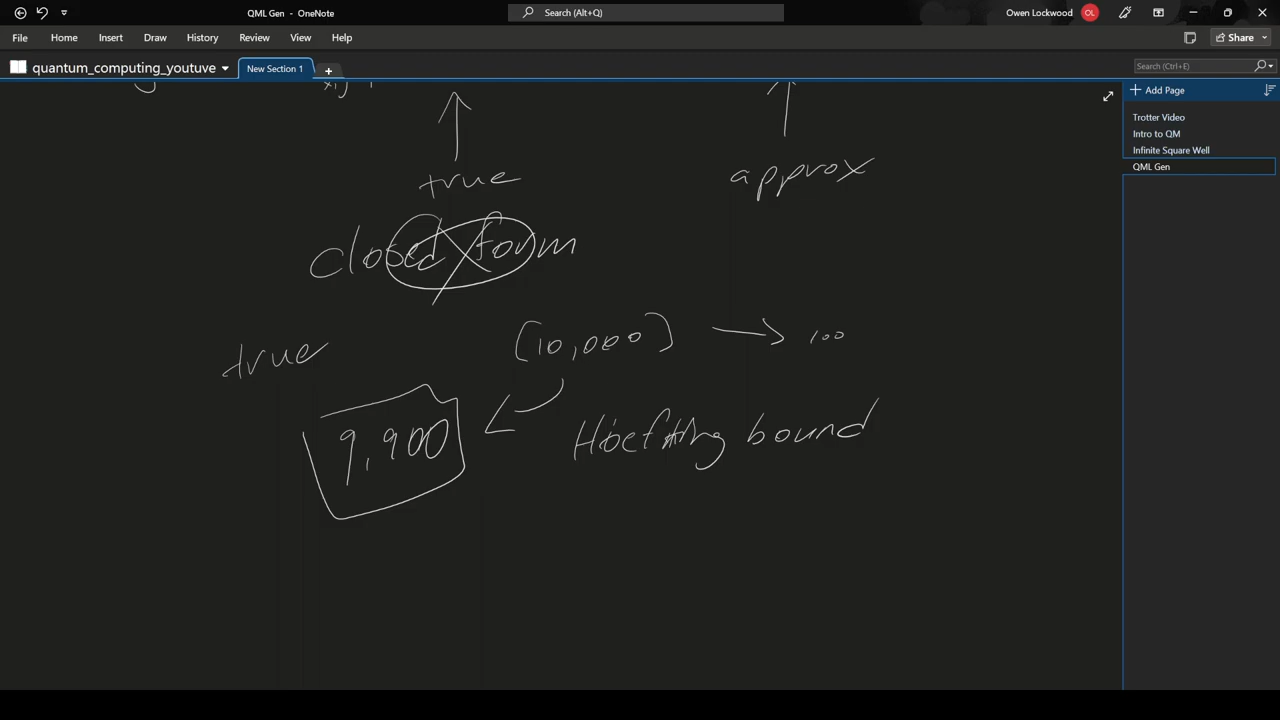 QML Gen - OneNote
Search (Alt+Q)
Owen Lockwood
OL
File Home Insert Draw History Review View Help
Share
quantum_computing_youtuve
New Section 1
Search (Ctrl+E)
Add Page
Trotter Video
Intro to QM
Infinite Square Well
QML Gen
true
approx
closed form
true
[10,000] → 100
9,900
Hoeffding bound